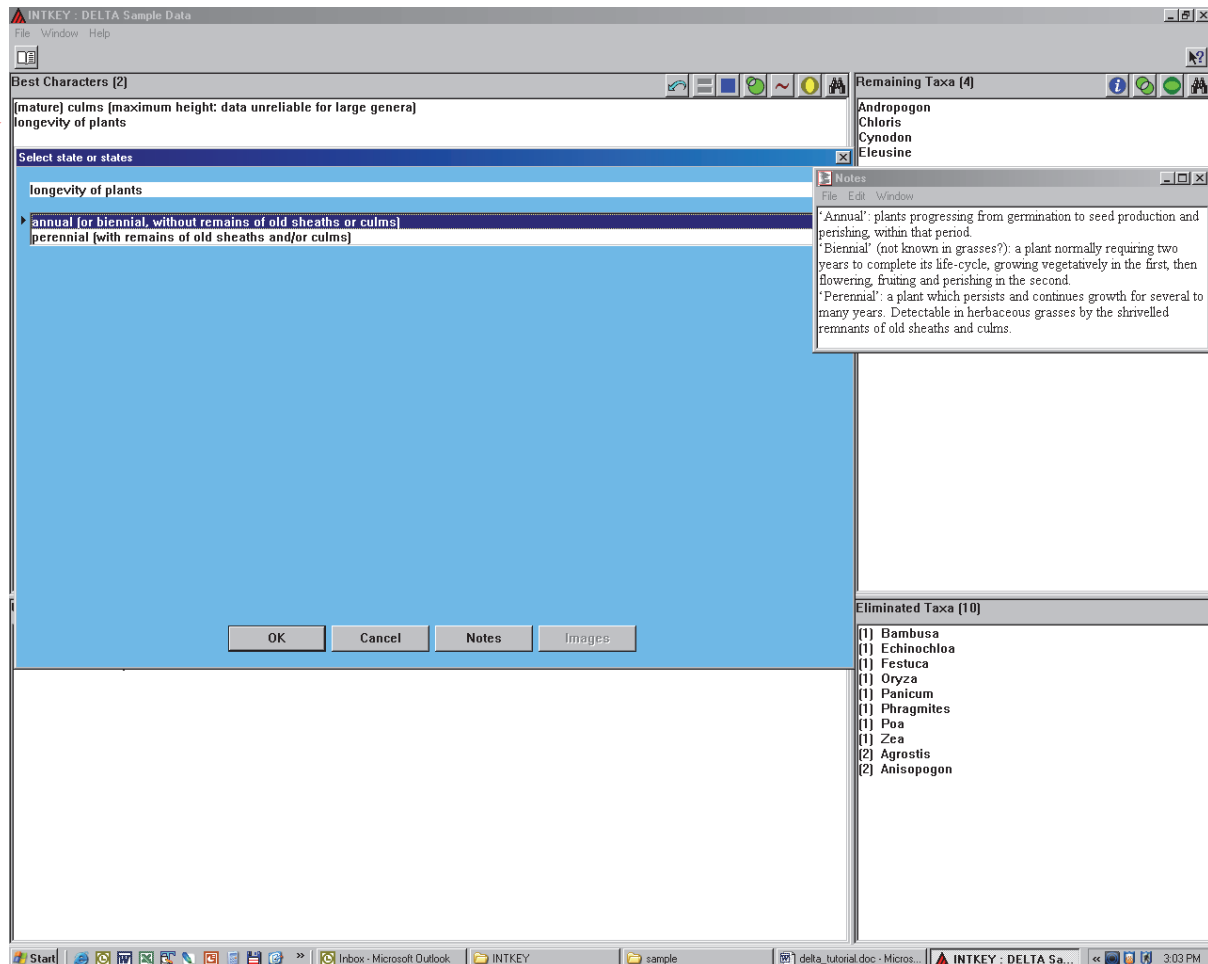 INTKEY : DELTA Sample Data
File Window Help
Best Characters (2)
(mature) culms (maximum height: data unreliable for large genera)
longevity of plants
Remaining Taxa (4)
Andropogon
Chloris
Cynodon
Eleusine
Select state or states
longevity of plants
annual (or biennial, without remains of old sheaths or culms)
perennial (with remains of old sheaths and/or culms)
OK Cancel Notes Images
Notes
File Edit Window
‘Annual’: plants progressing from germination to seed production and
perishing, within that period.
‘Biennial’ (not known in grasses?): a plant normally requiring two
years to complete its life-cycle, growing vegetatively in the first, then
flowering, fruiting and perishing in the second.
‘Perennial’: a plant which persists and continues growth for several to
many years. Detectable in herbaceous grasses by the shrivelled
remnants of old sheaths and culms.
Eliminated Taxa (10)
(1) Bambusa
(1) Echinochloa
(1) Festuca
(1) Oryza
(1) Panicum
(1) Phragmites
(1) Poa
(1) Zea
(2) Agrostis
(2) Anisopogon
Start Inbox - Microsoft Outlook INTKEY sample delta_tutorial.doc - Micros... INTKEY : DELTA Sa... 3:03 PM